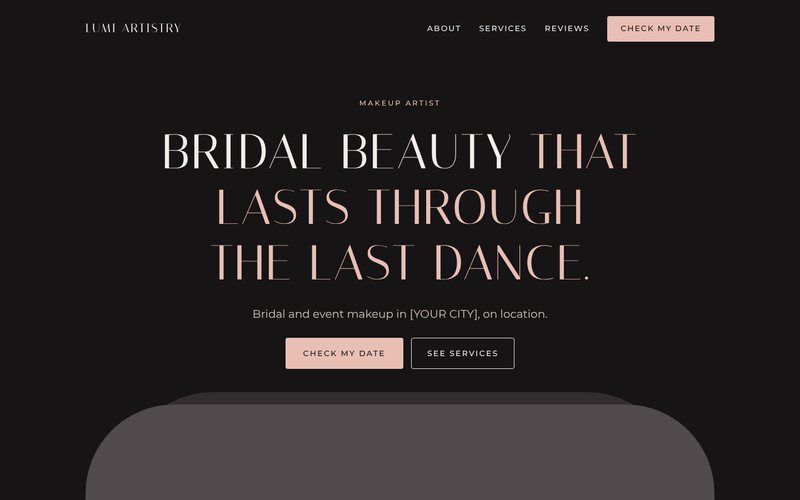 LUMI ARTISTRY
ABOUT SERVICES REVIEWS CHECK MY DATE
MAKEUP ARTIST
BRIDAL BEAUTY THAT
LASTS THROUGH
THE LAST DANCE.
Bridal and event makeup in [YOUR CITY], on location.
CHECK MY DATE SEE SERVICES